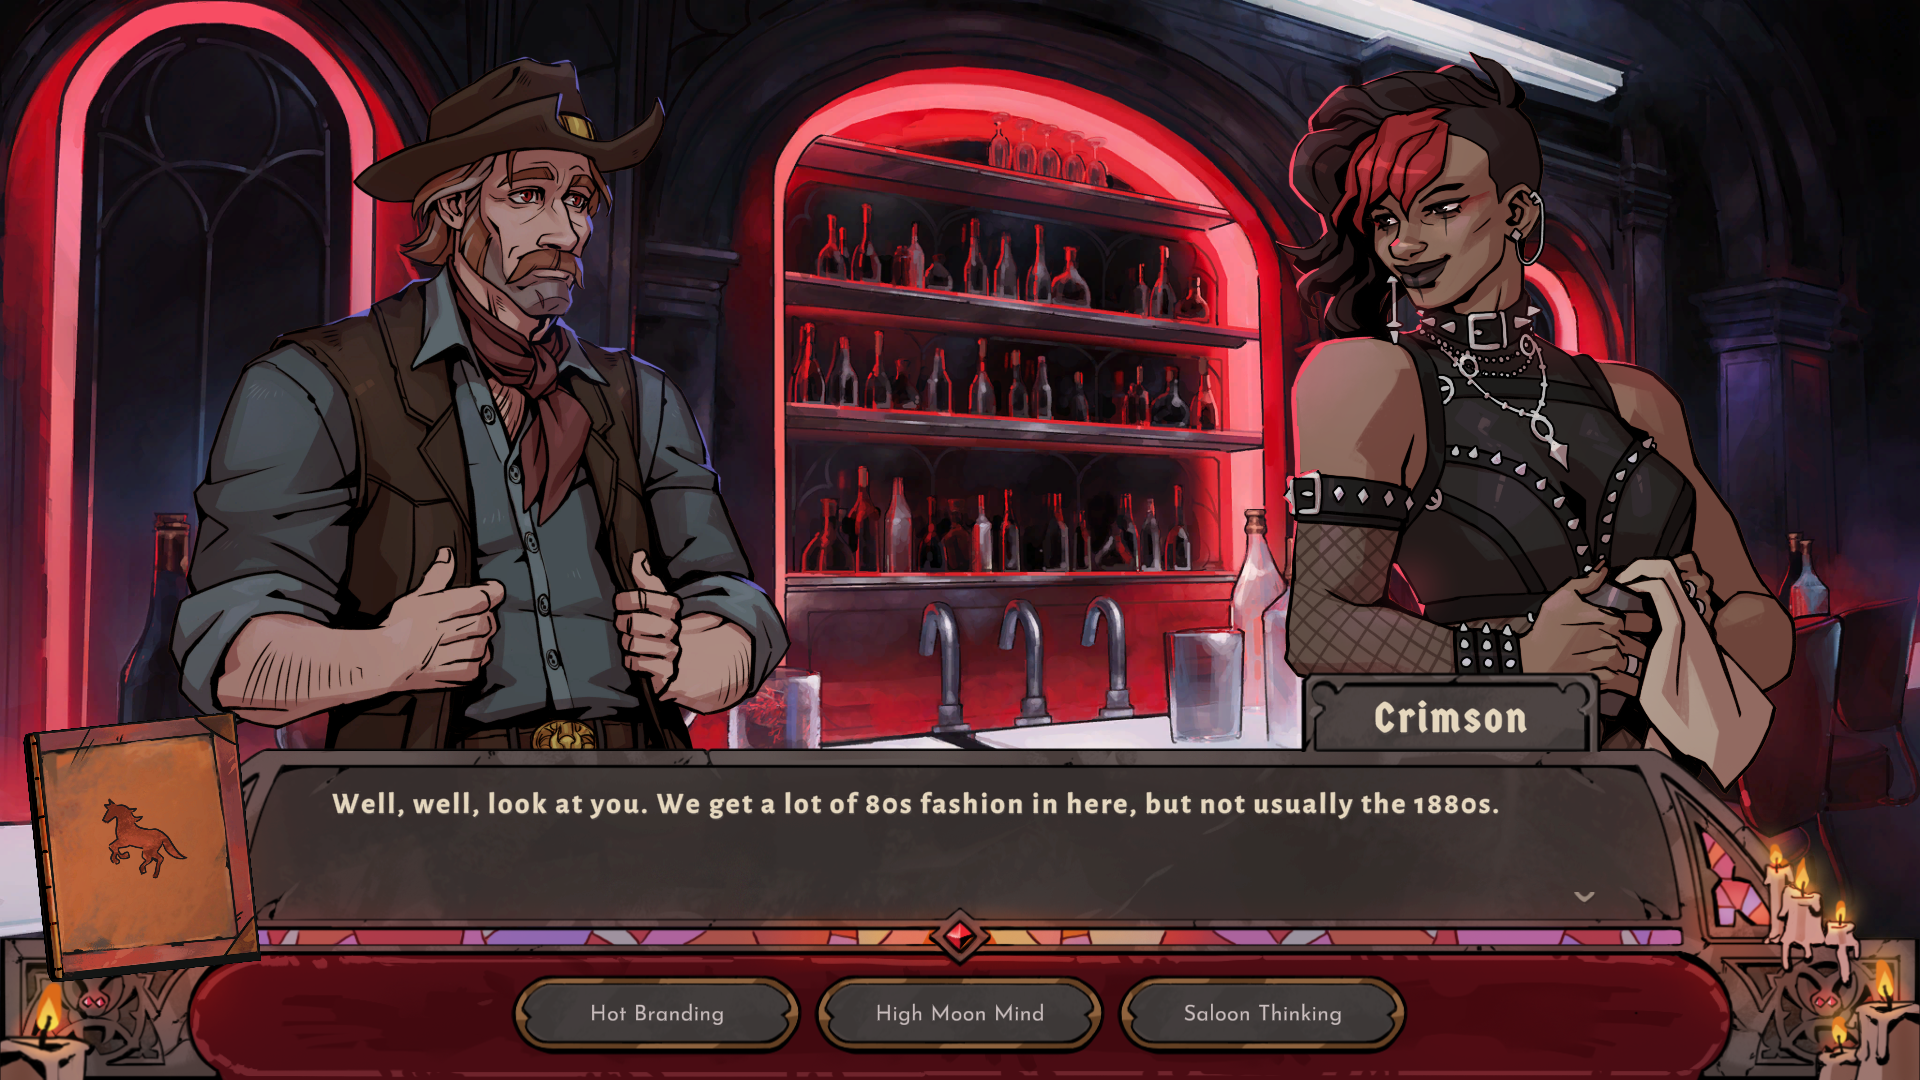 Crimson
Well, well, look at you. We get a lot of 80s fashion in here, but not usually the 1880s.
Hot Branding
High Moon Mind
Saloon Thinking